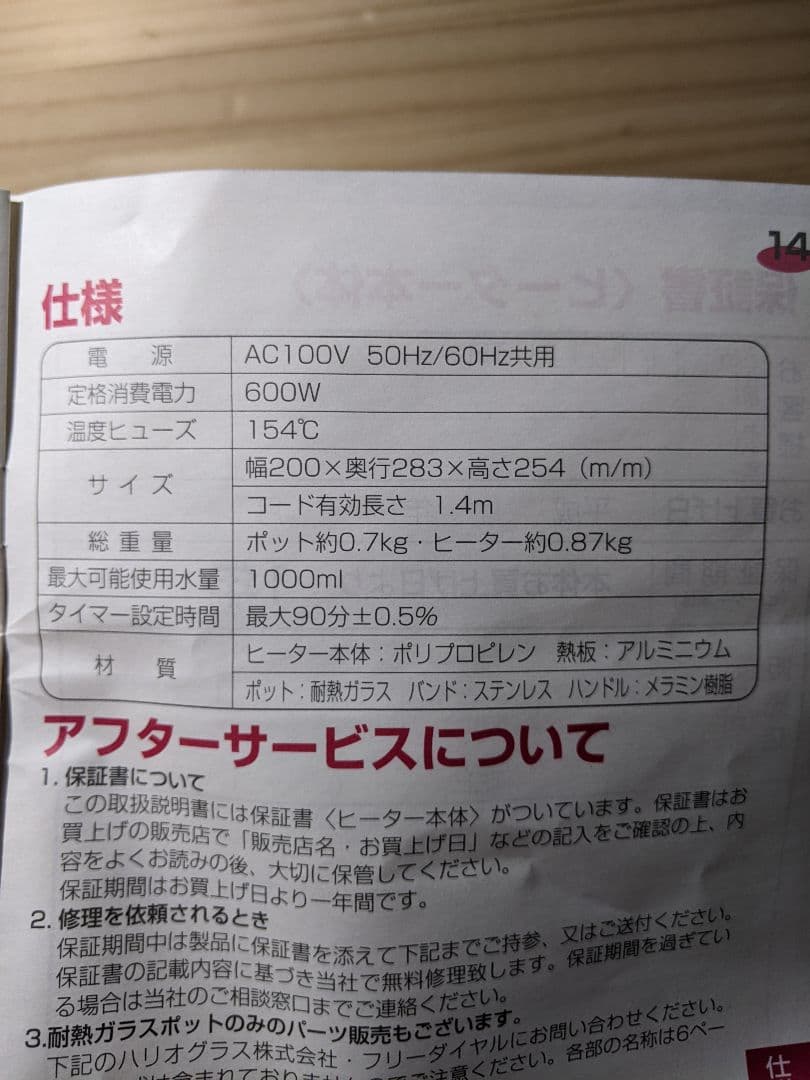 14
仕様
電源 AC100V 50Hz/60Hz共用
定格消費電力 600W
温度ヒューズ 154℃
サイズ 幅200×奥行283×高さ254（m/m）
コード有効長さ 1.4m
総重量 ポット約0.7kg・ヒーター約0.87kg
最大可能使用水量 1000ml
タイマー設定時間 最大90分±0.5%
材質 ヒーター本体：ポリプロピレン 熱板：アルミニウム
ポット：耐熱ガラス バンド：ステンレス ハンドル：メラミン樹脂
アフターサービスについて
1. 保証書について
この取扱説明書には保証書〈ヒーター本体〉がついています。保証書はお
買上げの販売店で「販売店名・お買上げ日」などの記入をご確認の上、内
容をよくお読みの後、大切に保管してください。
保証期間はお買上げ日より一年間です。
2. 修理を依頼されるとき
保証期間中は製品に保証書を添えて下記までご持参、又はご送付ください。
保証書の記載内容に基づき当社で無料修理致します。保証期間を過ぎてい
る場合は当社のご相談窓口までご連絡ください。
3.耐熱ガラスポットのみのパーツ販売もございます。
下記のハリオグラス株式会社・フリーダイヤルにお問い合わせください。
は含まれておりませんのでご注意ください。各部の名称は6ペー
仕